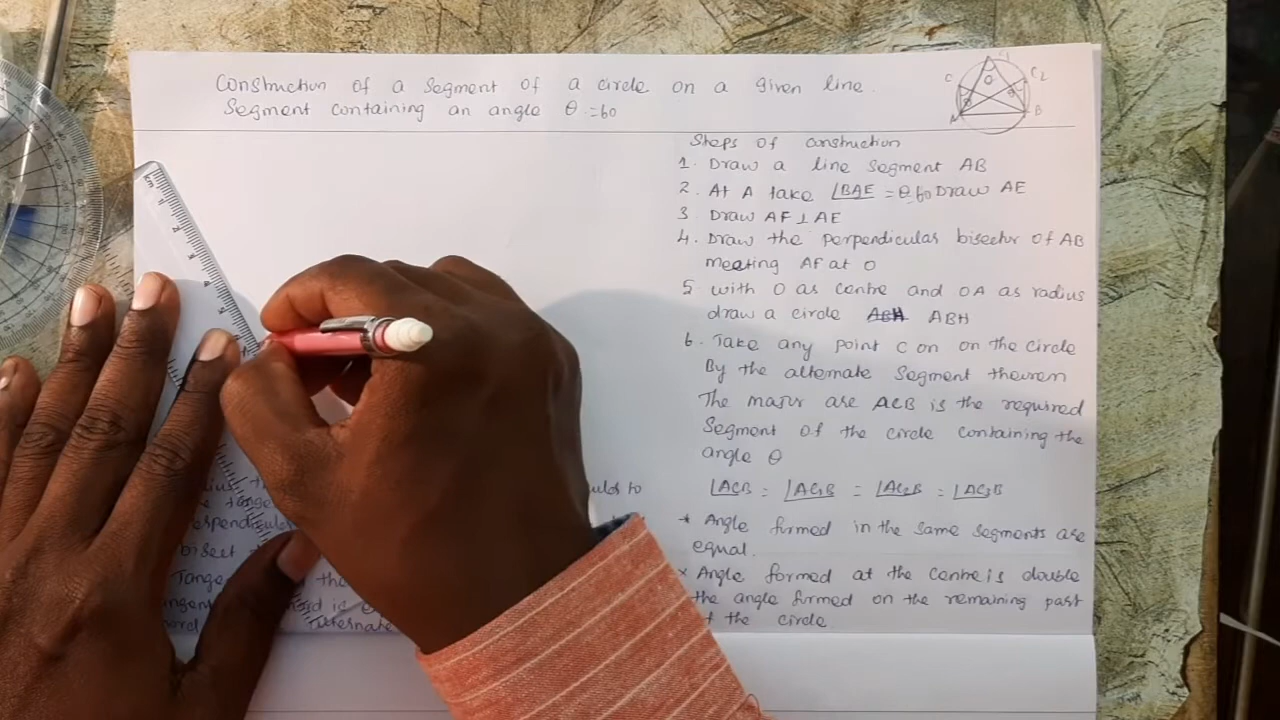 Construction of a segment of a circle on a given line.
Segment containing an angle θ = 60
C
C2
A
B
θ
Steps of construction
1. Draw a line segment AB
2. At A take ∠BAE = θ 60 Draw AE
3 Draw AF ⊥ AE
4. Draw the perpendicular bisector of AB
meeting AF at O
5 with O as centre and OA as radius
draw a circle ABH ABH
6. Take any point C on on the circle
By the alternate segment theorem
The major arc ACB is the required
Segment of the circle containing the
angle θ
∠ACB = ∠AC1B = ∠AC2B = ∠AC3B
* Angle formed in the same segments are
equal.
* Angle formed at the centre is double
the angle formed on the remaining part
the circle
to
bisect
the
cm